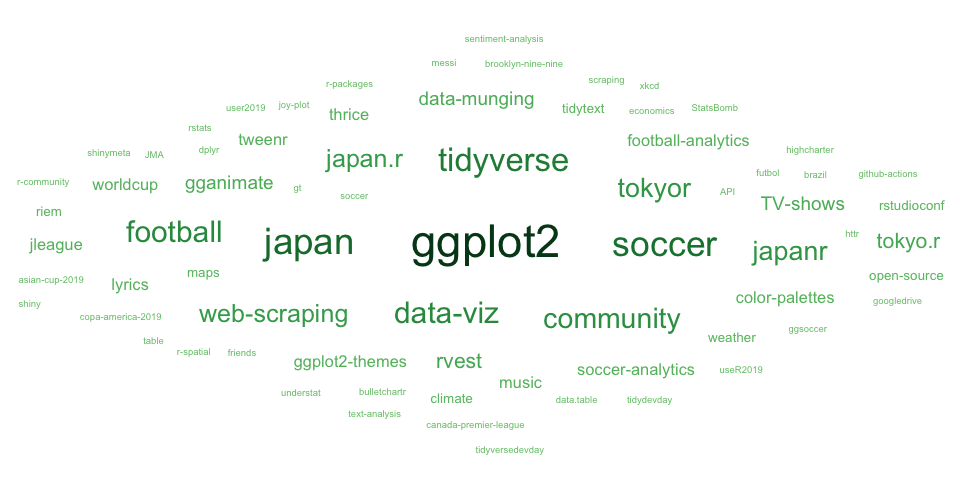 sentiment-analysis
messi brooklyn-nine-nine
scraping
r-packages xkcd
data-munging
user2019 joy-plot thrice tidytext economics StatsBomb
rstats tweenr football-analytics
shinymeta JMA dplyr japan.r tidyverse highcharter
r-community worldcup gganimate gt tokyor API futbol brazil github-actions
soccer TV-shows rstudioconf
riem
jleague football japan ggplot2 soccer japanr httr tokyo.r
asian-cup-2019 lyrics maps open-source
shiny color-palettes googledrive
copa-america-2019 web-scraping data-viz community
table weather ggsoccer
r-spatial friends
ggplot2-themes rvest soccer-analytics useR2019
understat bulletchartr music
climate data.table tidydevday
text-analysis
canada-premier-league
tidyversedevday